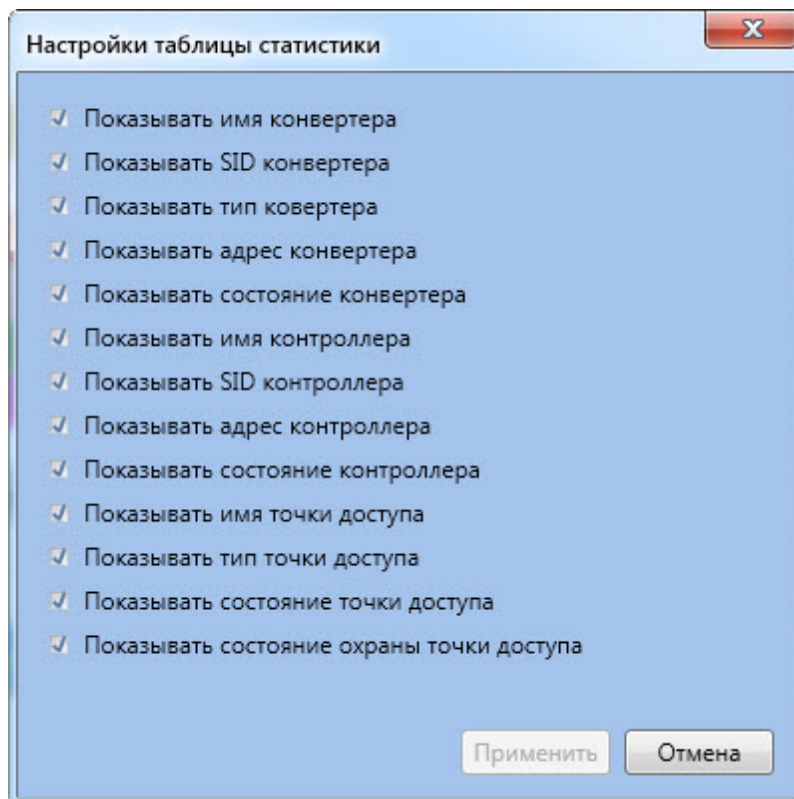 Настройки таблицы статистики
Показывать имя конвертера
Показывать SID конвертера
Показывать тип ковертера
Показывать адрес конвертера
Показывать состояние конвертера
Показывать имя контроллера
Показывать SID контроллера
Показывать адрес контроллера
Показывать состояние контроллера
Показывать имя точки доступа
Показывать тип точки доступа
Показывать состояние точки доступа
Показывать состояние охраны точки доступа
Применить Отмена